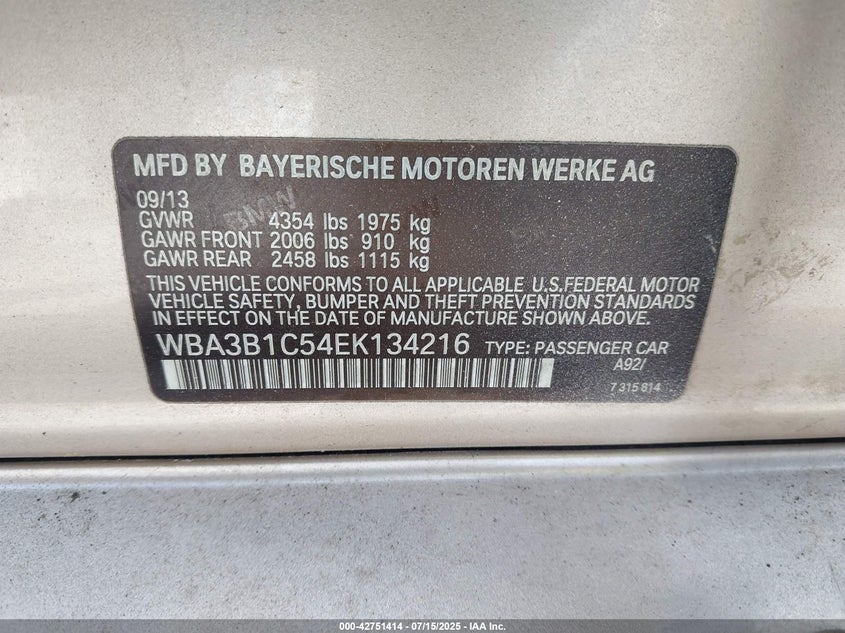 MFD BY BAYERISCHE MOTOREN WERKE AG
09/13
GVWR 4354 lbs 1975 kg
GAWR FRONT 2006 lbs 910 kg
GAWR REAR 2458 lbs 1115 kg
THIS VEHICLE CONFORMS TO ALL APPLICABLE U.S.FEDERAL MOTOR
VEHICLE SAFETY, BUMPER AND THEFT PREVENTION STANDARDS
IN EFFECT ON THE DATE OF MANUFACTURE SHOWN ABOVE.
WBA3B1C54EK134216 TYPE: PASSENGER CAR
A92/
7 315 814
BMW
000-42751414 - 07/15/2025 - IAA Inc.